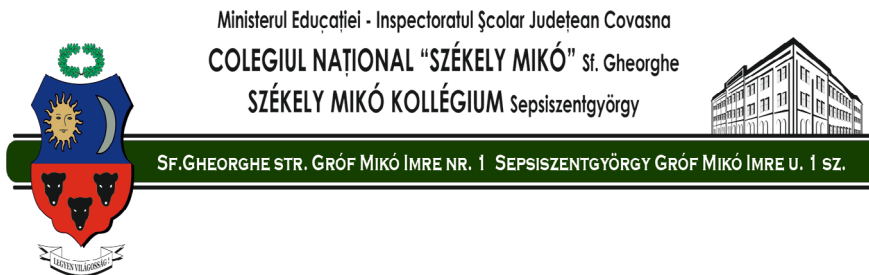 Ministerul Educației - Inspectoratul Şcolar Județean Covasna
COLEGIUL NAȚIONAL “SZÉKELY MIKÓ” Sf. Gheorghe
SZÉKELY MIKÓ KOLLÉGIUM Sepsiszentgyörgy
SF.GHEORGHE STR. GRÓF MIKÓ IMRE NR. 1 SEPSISZENTGYÖRGY GRÓF MIKÓ IMRE U. 1 SZ.
LEGYEN VILÁGOSSÁG!